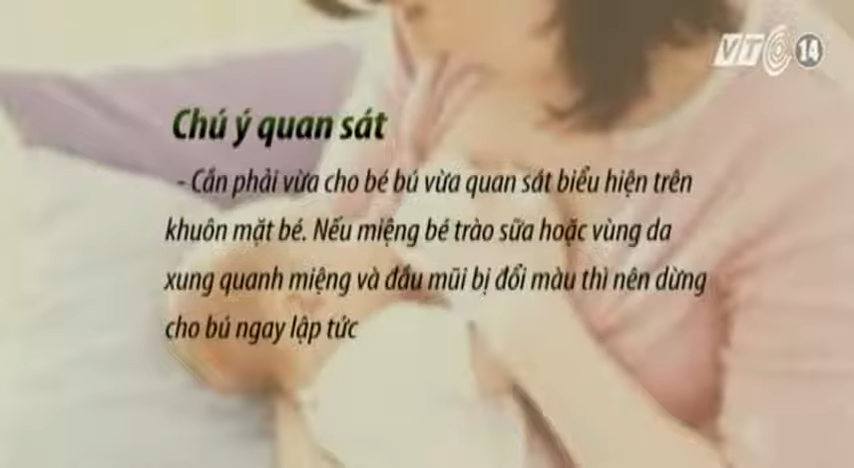 VTC 14
Chú ý quan sát
- Cần phải vừa cho bé bú vừa quan sát biểu hiện trên
khuôn mặt bé. Nếu miệng bé trào sữa hoặc vùng da
xung quanh miệng và đầu mũi bị đổi màu thì nên dừng
cho bú ngay lập tức